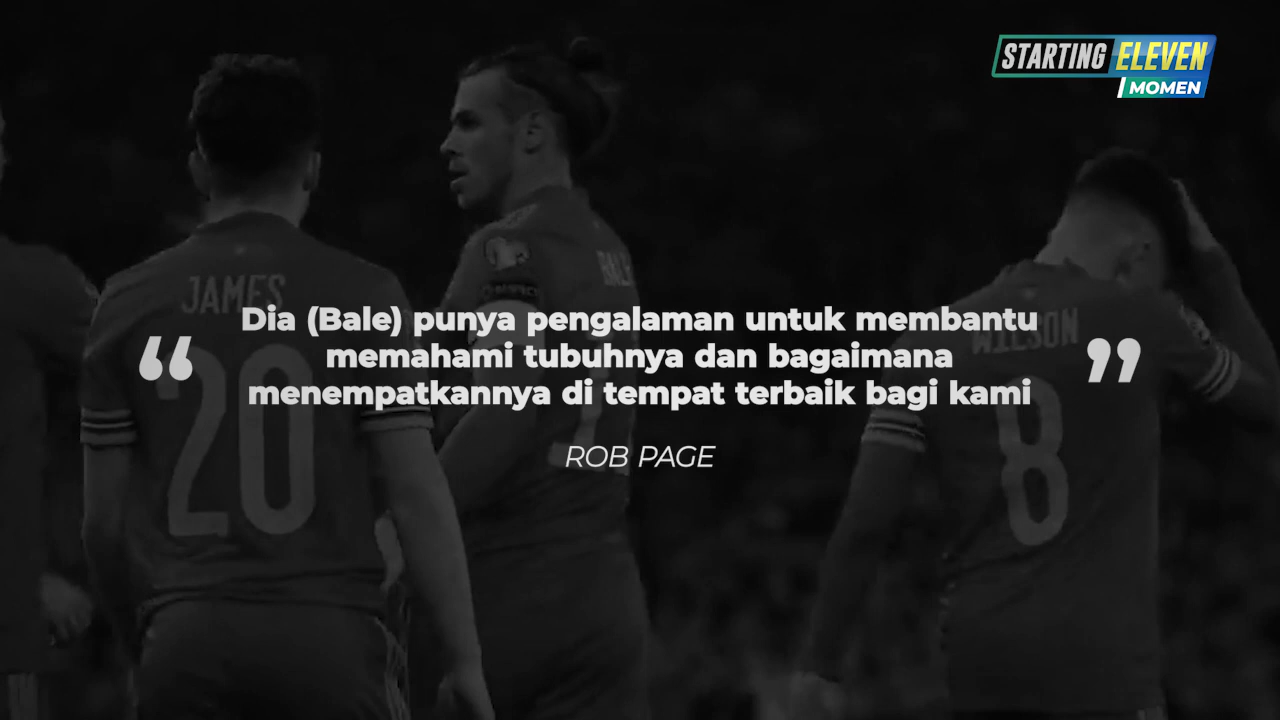 STARTING ELEVEN
MOMEN
JAMES
20
BALE
WILSON
8
“ Dia (Bale) punya pengalaman untuk membantu
memahami tubuhnya dan bagaimana
menempatkannya di tempat terbaik bagi kami ”
ROB PAGE